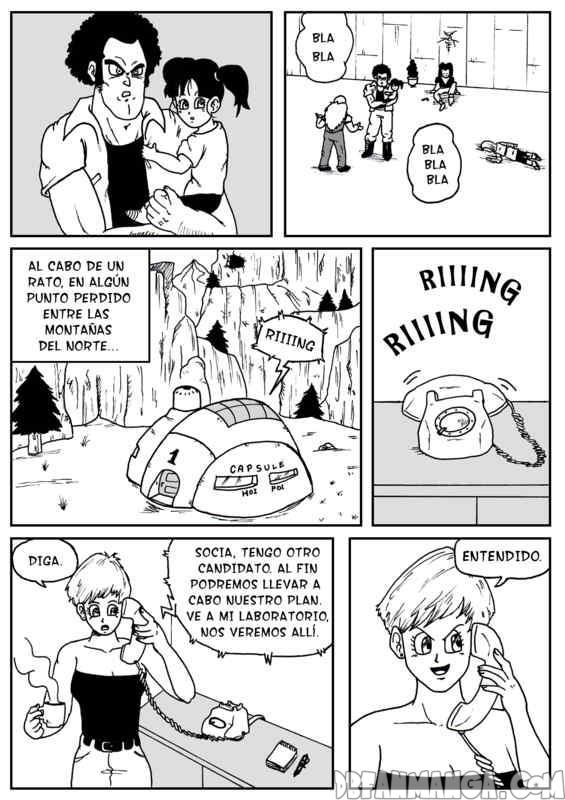 BLA
BLA
BLA
BLA
BLA
AL CABO DE UN
RATO, EN ALGÚN
PUNTO PERDIDO
ENTRE LAS
MONTAÑAS
DEL NORTE...
RIIIING
1
CAPSULE
HOI POI
RIIIING
RIIIING
DIGA.
SOCIA, TENGO OTRO
CANDIDATO. AL FIN
PODREMOS LLEVAR A
CABO NUESTRO PLAN.
VE A MI LABORATORIO,
NOS VEREMOS ALLÍ.
ENTENDIDO.
DBFANMANGA.COM